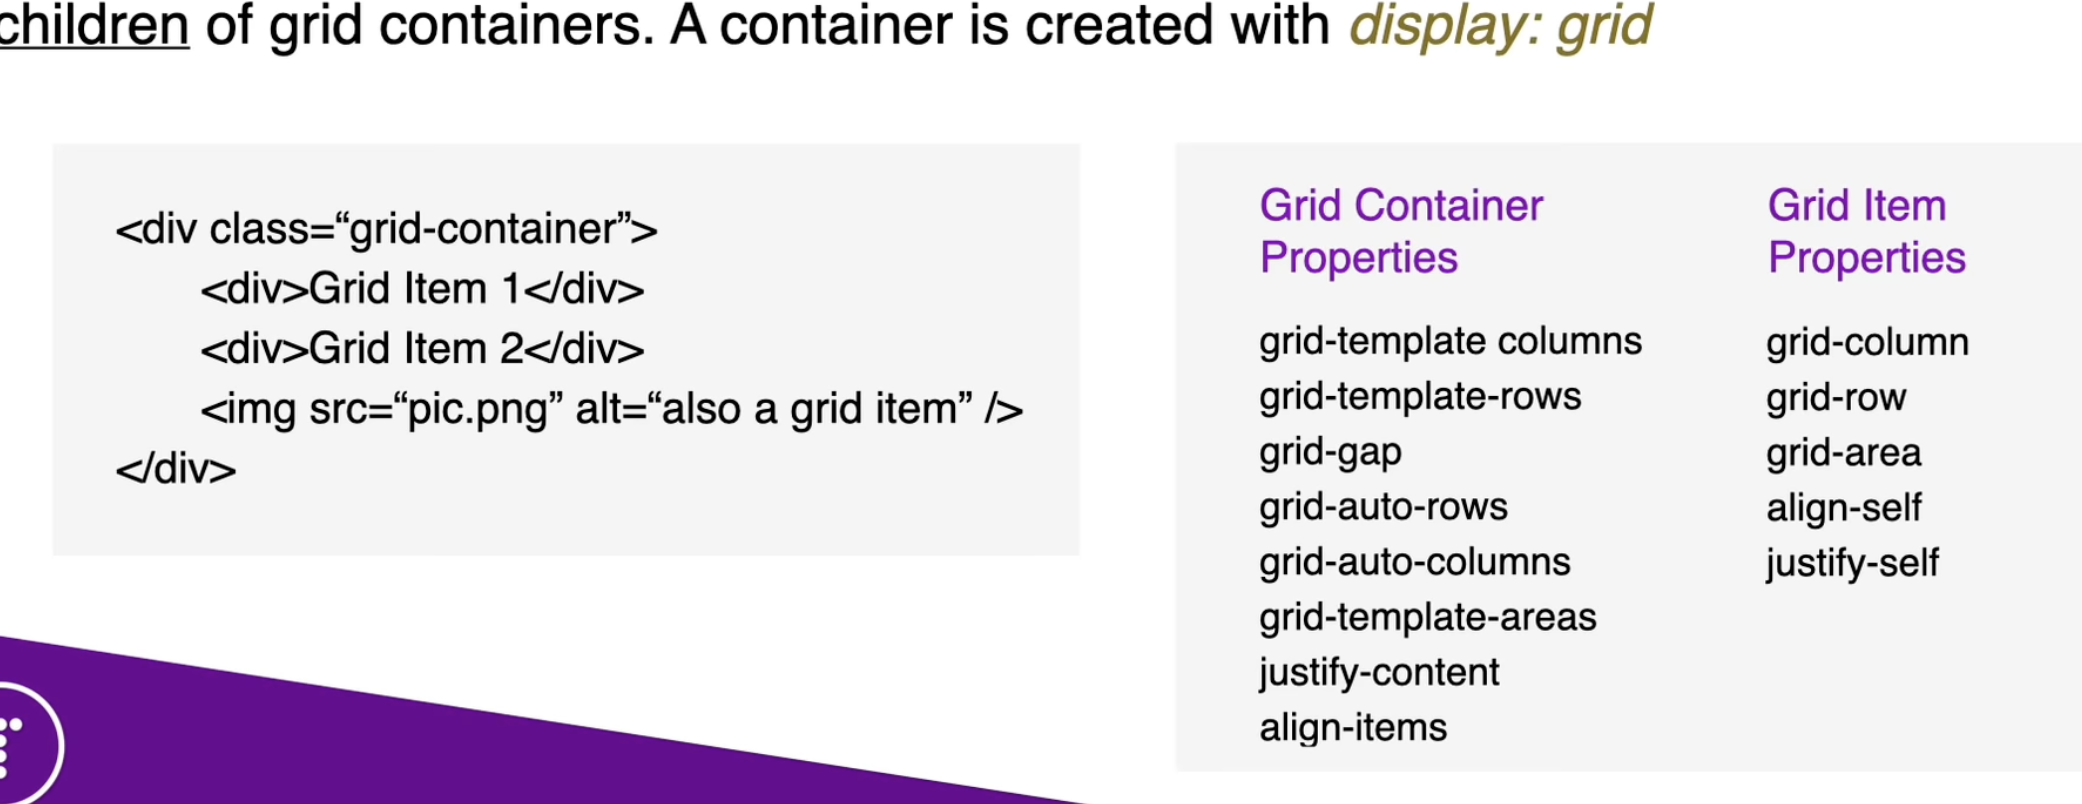 children of grid containers. A container is created with display: grid
<div class=“grid-container”>
<div>Grid Item 1</div>
<div>Grid Item 2</div>
<img src=“pic.png” alt=“also a grid item” />
</div>
Grid Container
Properties
grid-template columns
grid-template-rows
grid-gap
grid-auto-rows
grid-auto-columns
grid-template-areas
justify-content
align-items
Grid Item
Properties
grid-column
grid-row
grid-area
align-self
justify-self